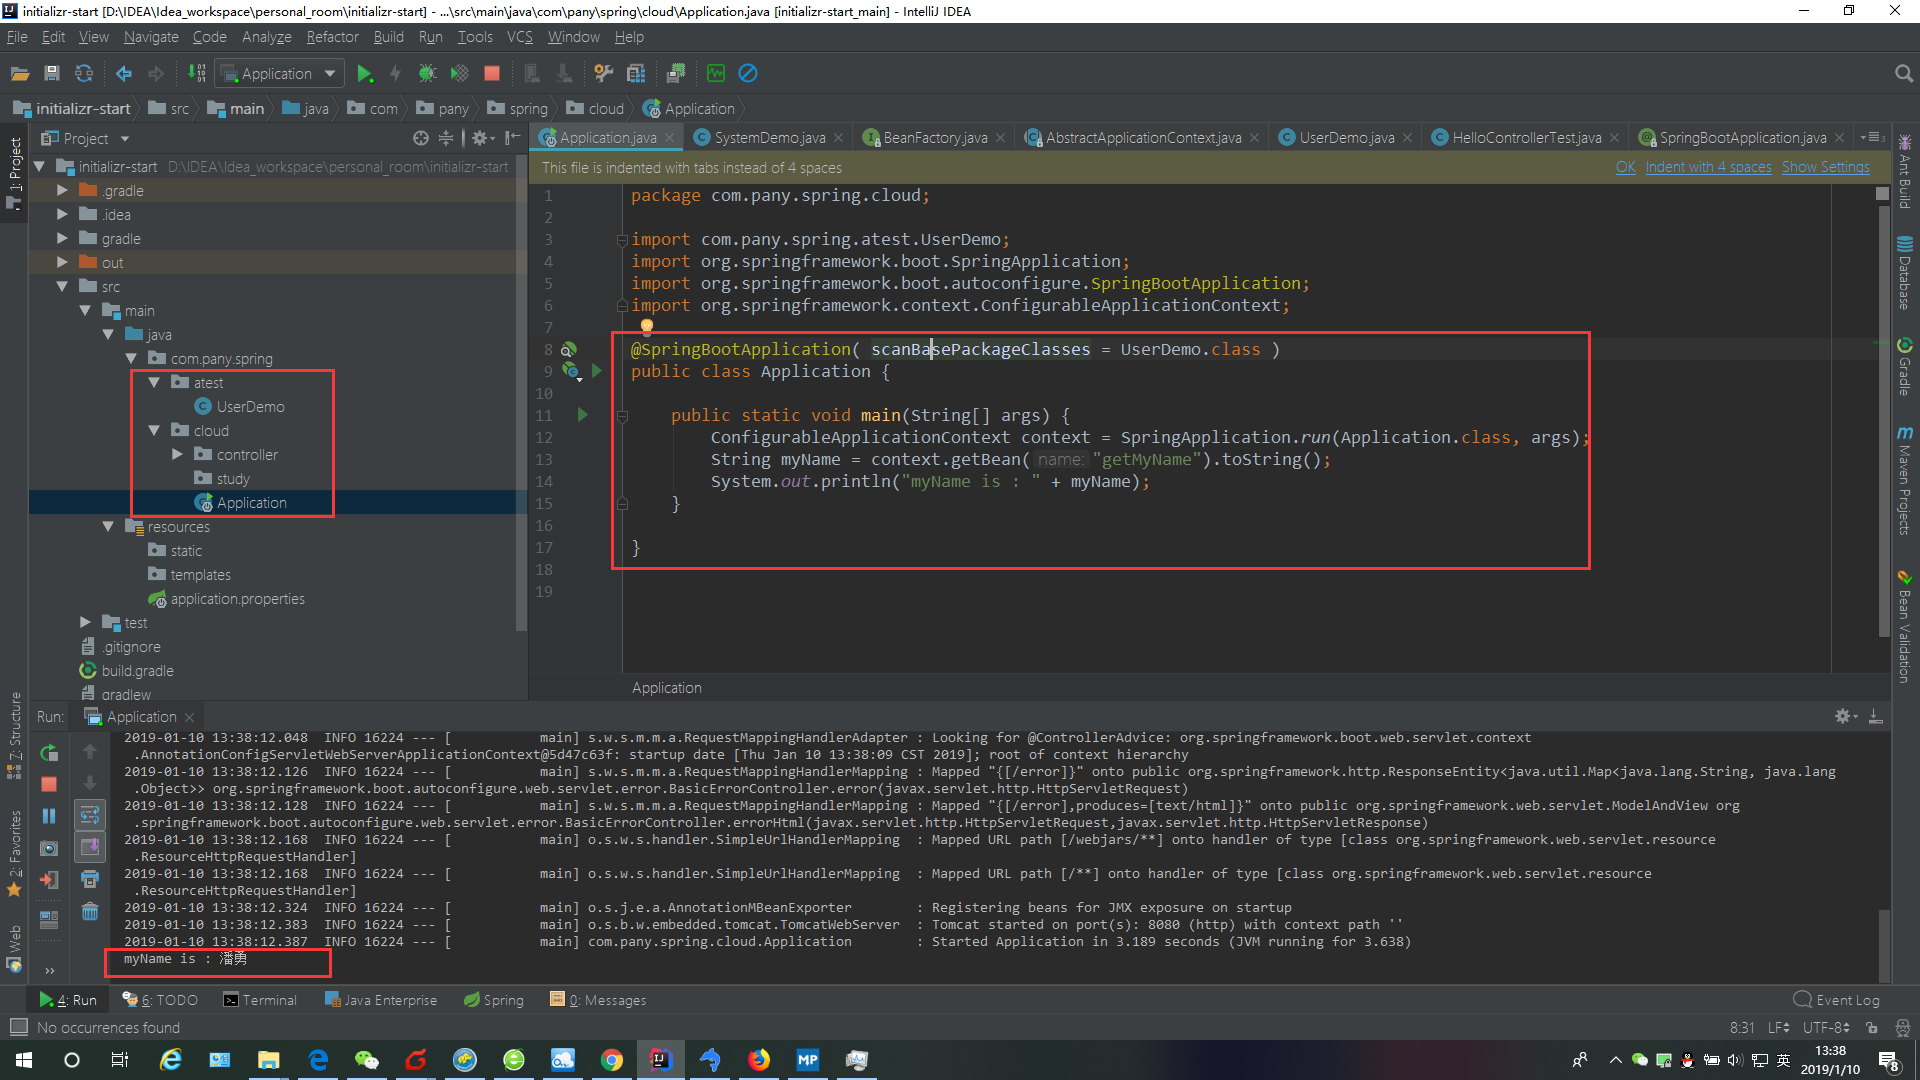 initializr-start [D:\IDEA\Idea_workspace\personal_room\initializr-start] - ...\src\main\java\com\pany\spring\cloud\Application.java [initializr-start_main] - IntelliJ IDEA
File Edit View Navigate Code Analyze Refactor Build Run Tools VCS Window Help
Application
initializr-start src main java com pany spring cloud Application
Project
Application.java SystemDemo.java BeanFactory.java AbstractApplicationContext.java UserDemo.java HelloControllerTest.java SpringBootApplication.java
This file is indented with tabs instead of 4 spaces OK Indent with 4 spaces Show Settings
1: Project
initializr-start D:\IDEA\Idea_workspace\personal_room\initializr-start
.gradle
.idea
gradle
out
src
main
java
com.pany.spring
atest
UserDemo
cloud
controller
study
Application
resources
static
templates
application.properties
test
.gitignore
build.gradle
gradlew
1 package com.pany.spring.cloud;
2
3 import com.pany.spring.atest.UserDemo;
4 import org.springframework.boot.SpringApplication;
5 import org.springframework.boot.autoconfigure.SpringBootApplication;
6 import org.springframework.context.ConfigurableApplicationContext;
7
8 @SpringBootApplication( scanBasePackageClasses = UserDemo.class )
9 public class Application {
10
11 public static void main(String[] args) {
12 ConfigurableApplicationContext context = SpringApplication.run(Application.class, args);
13 String myName = context.getBean( name: "getMyName").toString();
14 System.out.println("myName is : " + myName);
15 }
16
17 }
18
19
Application
Ant Build
Database
Gradle
Maven Projects
Bean Validation
Z: Structure
2: Favorites
Web
Run: Application
2019-01-10 13:38:12.048 INFO 16224 --- [ main] s.w.s.m.m.a.RequestMappingHandlerAdapter : Looking for @ControllerAdvice: org.springframework.boot.web.servlet.context
.AnnotationConfigServletWebServerApplicationContext@5d47c63f: startup date [Thu Jan 10 13:38:09 CST 2019]; root of context hierarchy
2019-01-10 13:38:12.126 INFO 16224 --- [ main] s.w.s.m.m.a.RequestMappingHandlerMapping : Mapped "{[/error]}" onto public org.springframework.http.ResponseEntity<java.util.Map<java.lang.String, java.lang
.Object>> org.springframework.boot.autoconfigure.web.servlet.error.BasicErrorController.error(javax.servlet.http.HttpServletRequest)
2019-01-10 13:38:12.128 INFO 16224 --- [ main] s.w.s.m.m.a.RequestMappingHandlerMapping : Mapped "{[/error],produces=[text/html]}" onto public org.springframework.web.servlet.ModelAndView org
.springframework.boot.autoconfigure.web.servlet.error.BasicErrorController.errorHtml(javax.servlet.http.HttpServletRequest,javax.servlet.http.HttpServletResponse)
2019-01-10 13:38:12.168 INFO 16224 --- [ main] o.s.w.s.handler.SimpleUrlHandlerMapping : Mapped URL path [/webjars/**] onto handler of type [class org.springframework.web.servlet.resource
.ResourceHttpRequestHandler]
2019-01-10 13:38:12.168 INFO 16224 --- [ main] o.s.w.s.handler.SimpleUrlHandlerMapping : Mapped URL path [/**] onto handler of type [class org.springframework.web.servlet.resource
.ResourceHttpRequestHandler]
2019-01-10 13:38:12.324 INFO 16224 --- [ main] o.s.j.e.a.AnnotationMBeanExporter : Registering beans for JMX exposure on startup
2019-01-10 13:38:12.383 INFO 16224 --- [ main] o.s.b.w.embedded.tomcat.TomcatWebServer : Tomcat started on port(s): 8080 (http) with context path ''
2019-01-10 13:38:12.387 INFO 16224 --- [ main] com.pany.spring.cloud.Application : Started Application in 3.189 seconds (JVM running for 3.638)
myName is : 潘勇
4: Run 6: TODO Terminal Java Enterprise Spring 0: Messages Event Log
No occurrences found 8:31 LF UTF-8
MP 英 13:38
2019/1/10 8